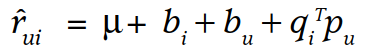 r̂ᵤᵢ = μ + bᵢ + bᵤ + qᵢᵀpᵤ